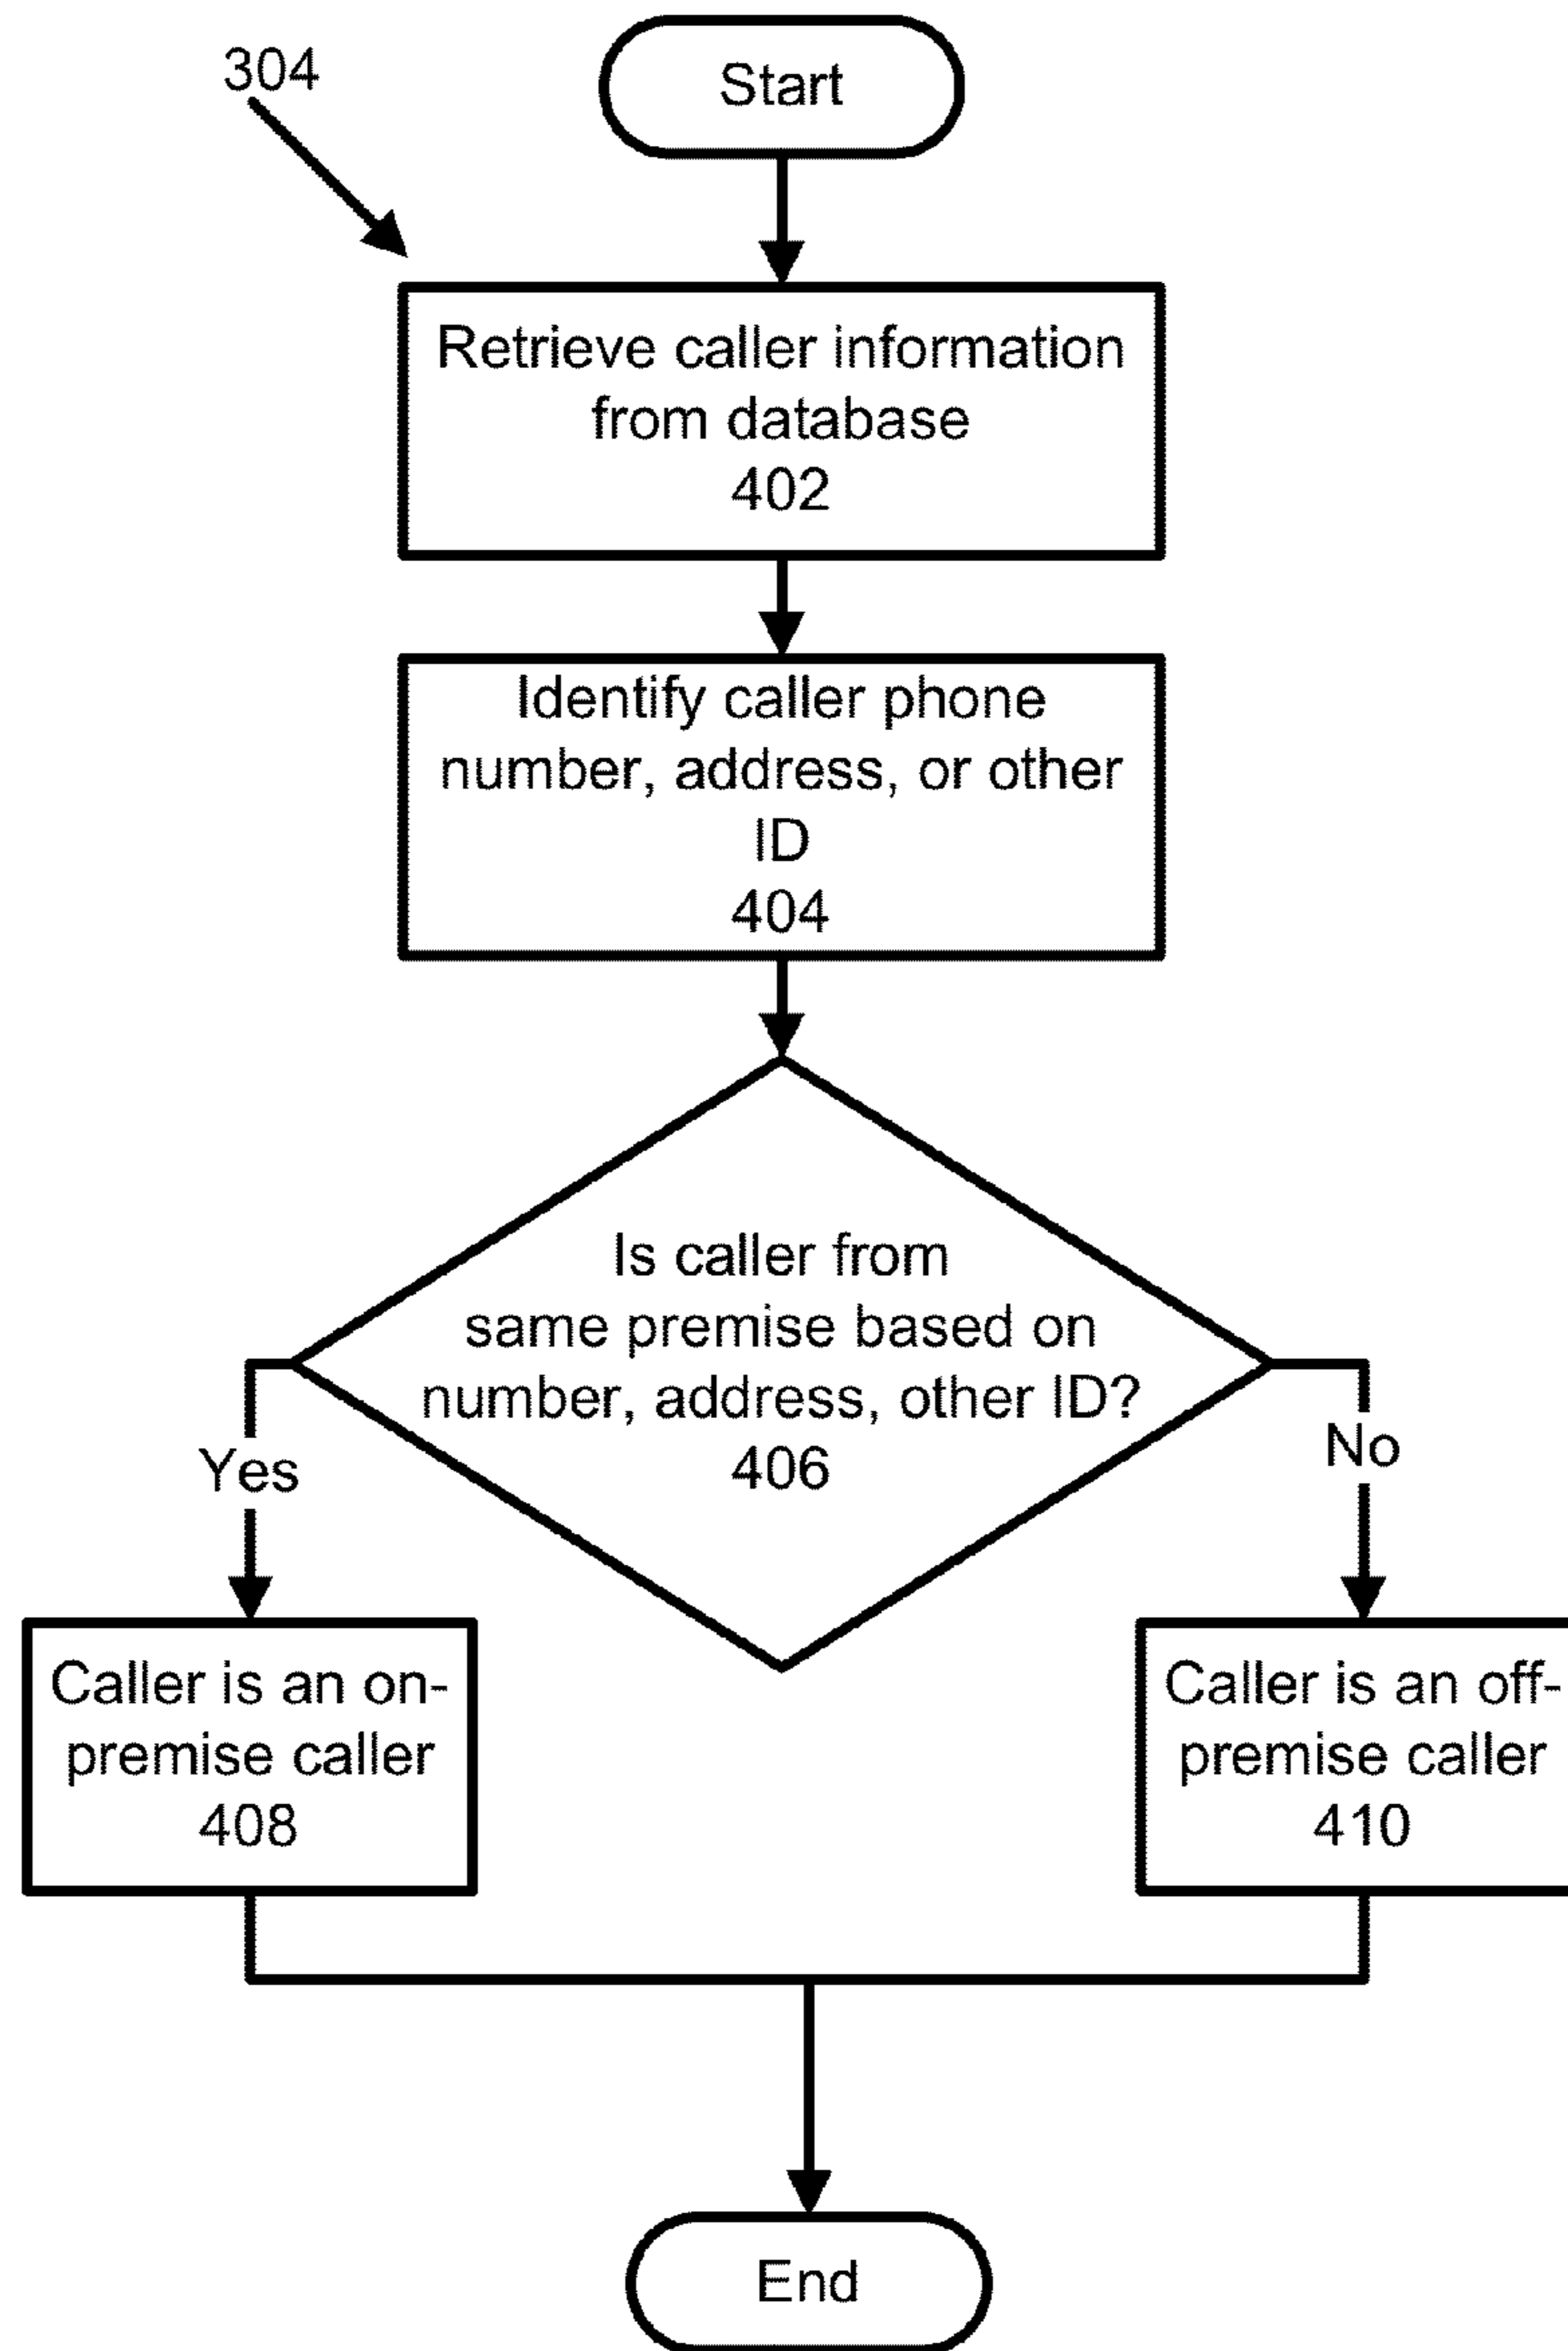 304
Start
Retrieve caller information
from database
402
Identify caller phone
number, address, or other
ID
404
Is caller from
same premise based on
number, address, other ID?
406
Yes
No
Caller is an on-
premise caller
408
Caller is an off-
premise caller
410
End